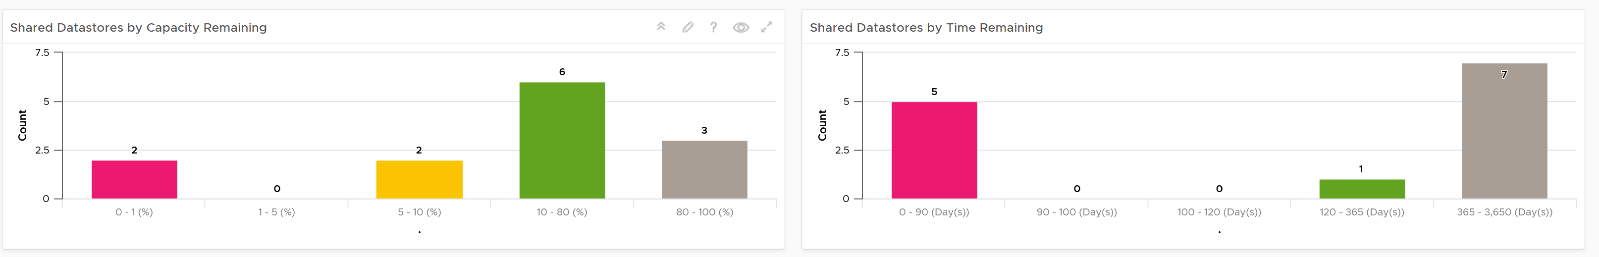 Shared Datastores by Capacity Remaining
?
7.5
5
2.5
0
Count
2
0
2
6
3
0 - 1 (%)
1 - 5 (%)
5 - 10 (%)
10 - 80 (%)
80 - 100 (%)
.
Shared Datastores by Time Remaining
7.5
5
2.5
0
Count
5
0
0
1
7
0 - 90 (Day(s))
90 - 100 (Day(s))
100 - 120 (Day(s))
120 - 365 (Day(s))
365 - 3,650 (Day(s))
.